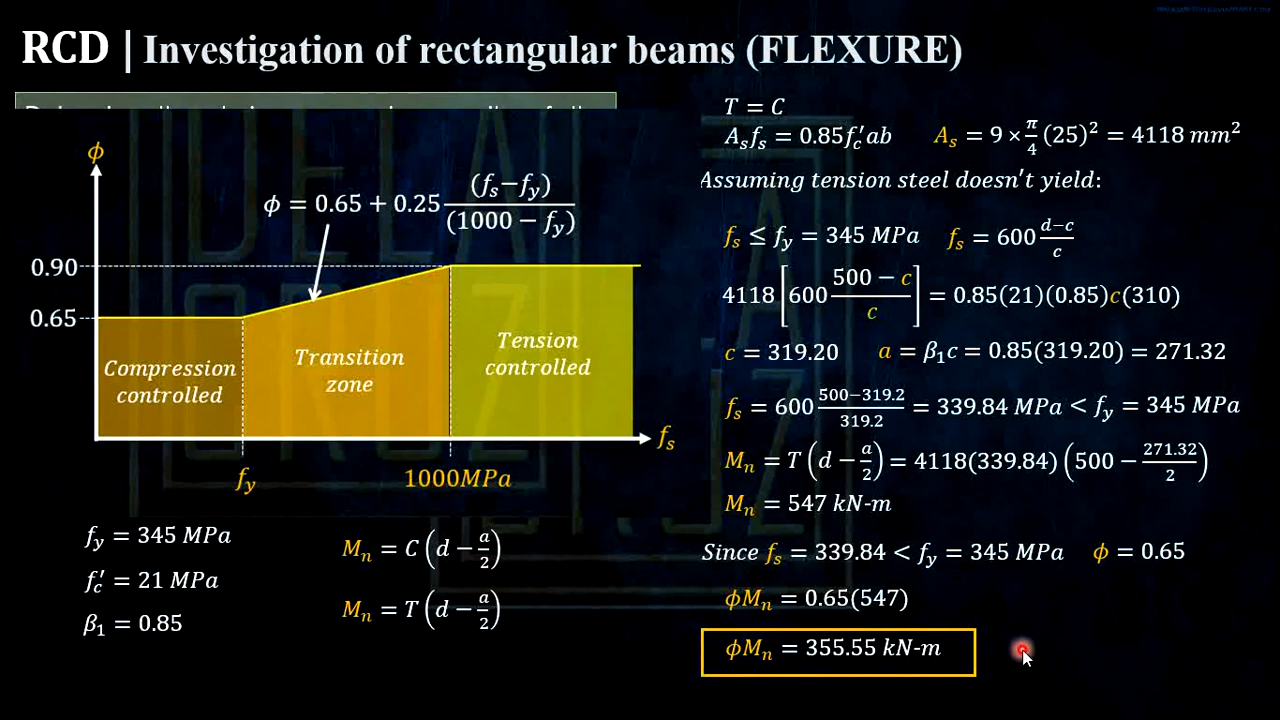 RCD | Investigation of rectangular beams (FLEXURE)
ϕ
ϕ = 0.65 + 0.25 (f_s−f_y)/(1000 − f_y)
0.90
0.65
Compression controlled
Transition zone
Tension controlled
f_s
f_y
1000MPa
f_y = 345 MPa
f_c′ = 21 MPa
β_1 = 0.85
M_n = C(d − a/2)
M_n = T(d − a/2)
T = C
A_s f_s = 0.85f_c′ab A_s = 9 × π/4 (25)² = 4118 mm²
Assuming tension steel doesn't yield:
f_s ≤ f_y = 345 MPa f_s = 600 d−c/c
4118[600 500 − c/c] = 0.85(21)(0.85)c(310)
c = 319.20 a = β_1c = 0.85(319.20) = 271.32
f_s = 600 500−319.2/319.2 = 339.84 MPa < f_y = 345 MPa
M_n = T(d − a/2) = 4118(339.84)(500 − 271.32/2)
M_n = 547 kN-m
Since f_s = 339.84 < f_y = 345 MPa ϕ = 0.65
ϕM_n = 0.65(547)
ϕM_n = 355.55 kN-m